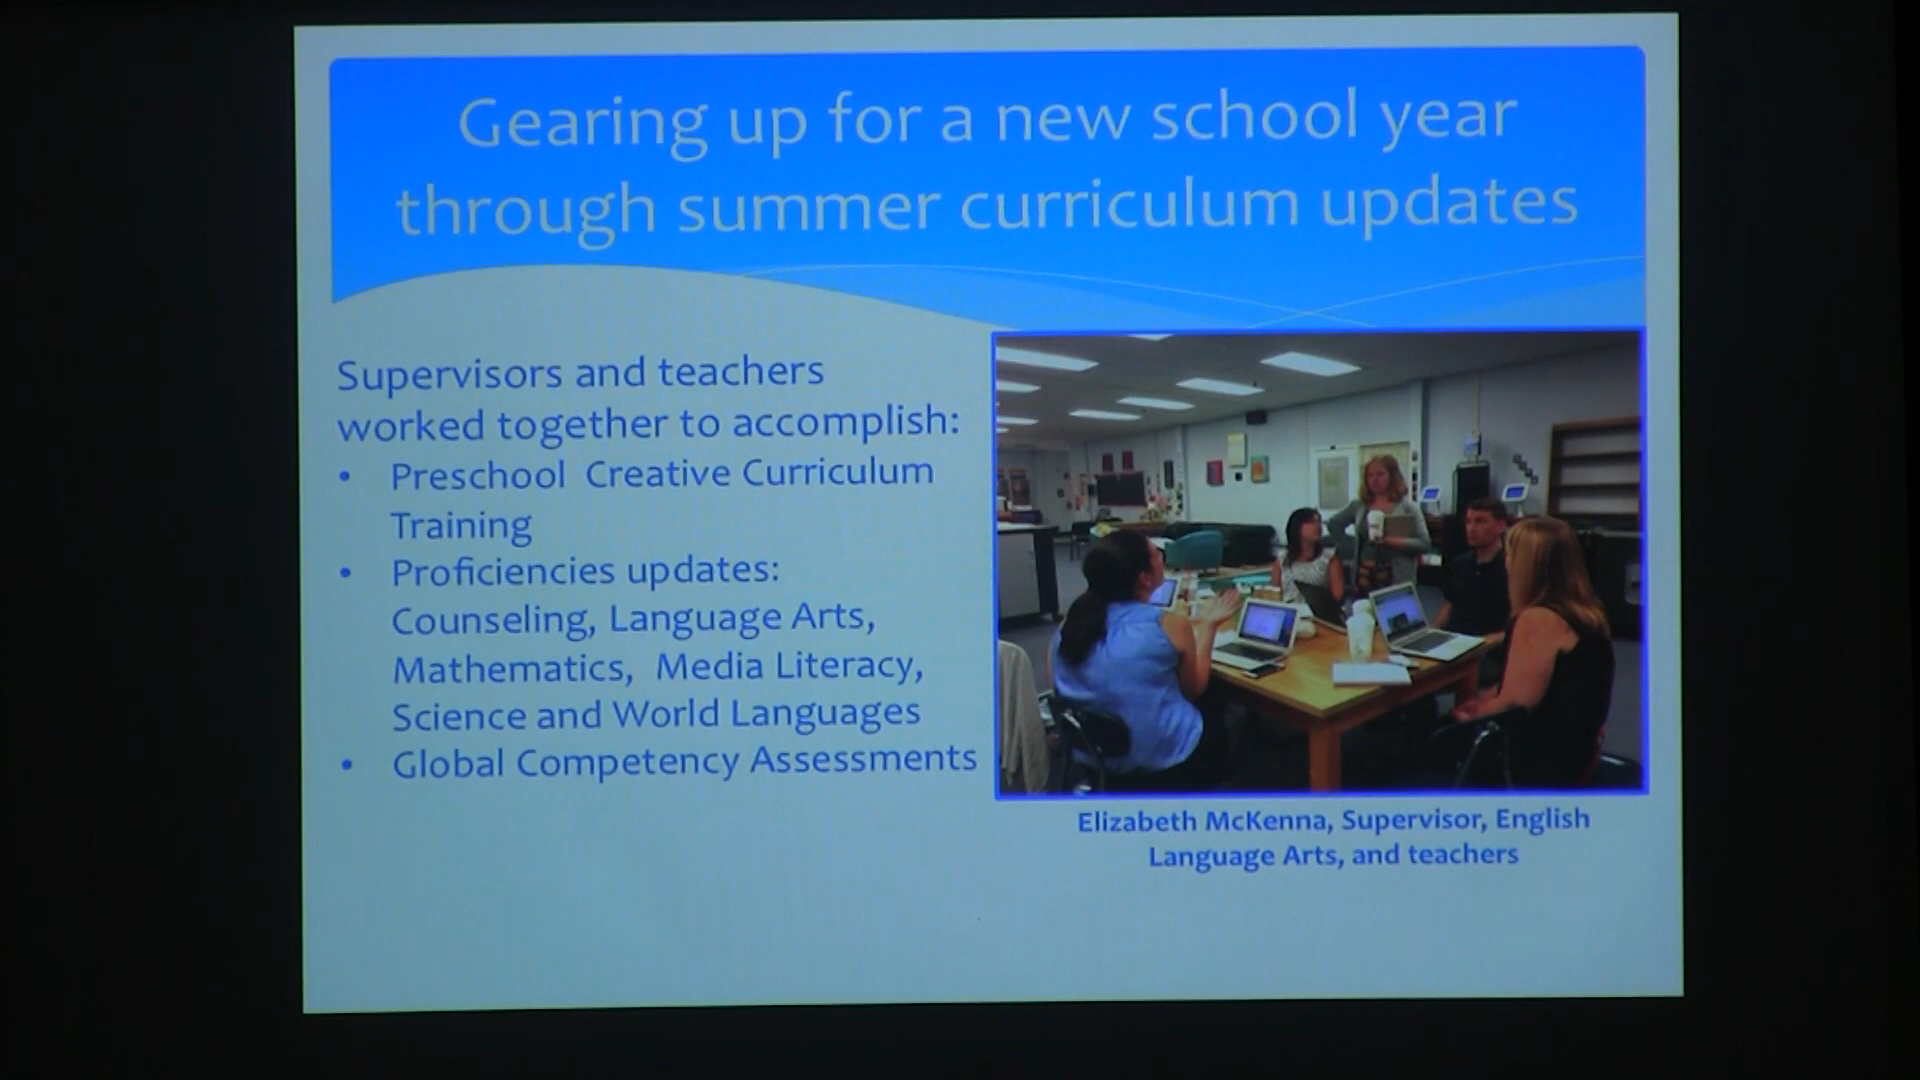 Gearing up for a new school year
through summer curriculum updates
Supervisors and teachers
worked together to accomplish:
• Preschool Creative Curriculum
Training
• Proficiencies updates:
Counseling, Language Arts,
Mathematics, Media Literacy,
Science and World Languages
• Global Competency Assessments
Elizabeth McKenna, Supervisor, English
Language Arts, and teachers